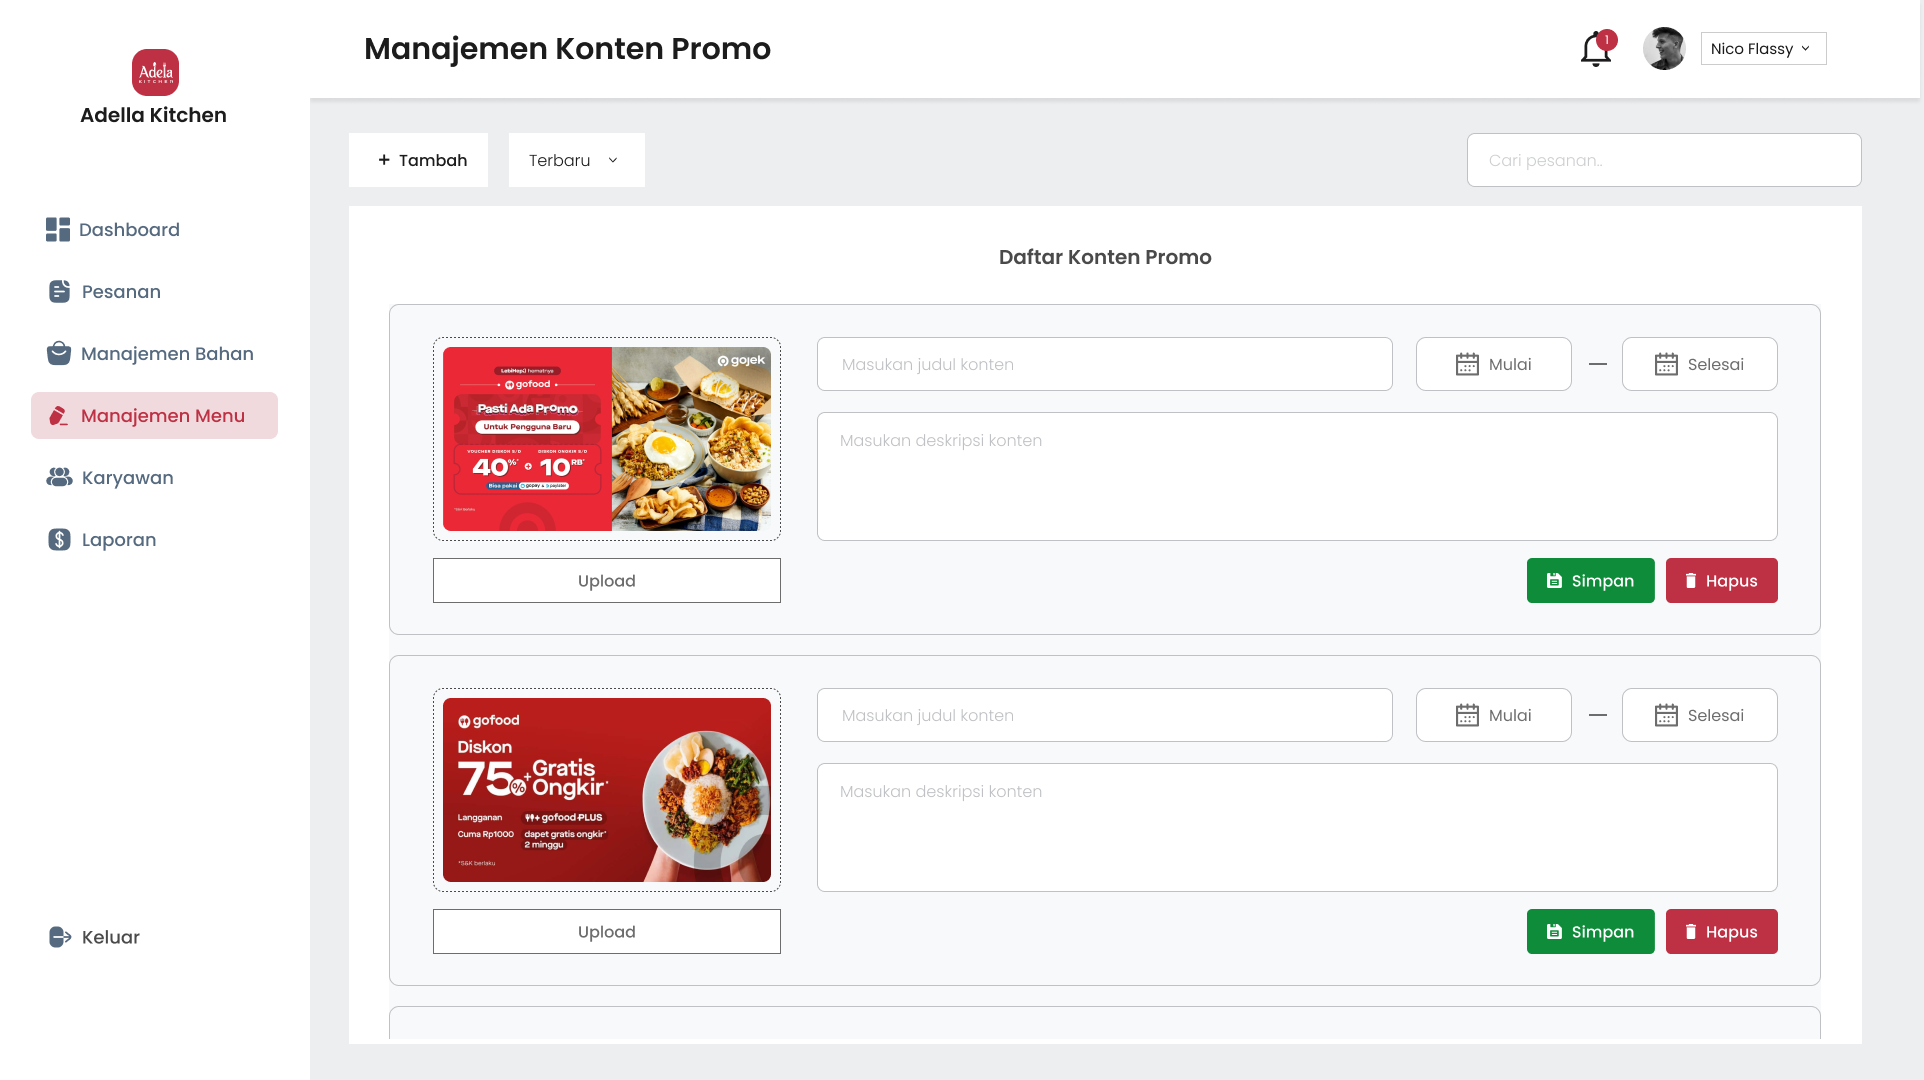 Adela
KITCHEN
Adella Kitchen
Dashboard
Pesanan
Manajemen Bahan
Manajemen Menu
Karyawan
Laporan
Keluar
Manajemen Konten Promo
1
Nico Flassy
+ Tambah
Terbaru
Cari pesanan..
Daftar Konten Promo
gojek
LebiHepi hematnya
gofood
Pasti Ada Promo
Untuk Pengguna Baru
VOUCHER DISKON S/D
40%*
+
DISKON ONGKIR S/D
10RB*
Bisa pakai gopay & paylater
Upload
Masukan judul konten
Mulai
—
Selesai
Masukan deskripsi konten
Simpan
Hapus
gofood
Diskon
75%+
Gratis
Ongkir*
Langganan gofood PLUS
Cuma Rp1000 dapet gratis ongkir*
2 minggu
*S&K berlaku
Upload
Masukan judul konten
Mulai
—
Selesai
Masukan deskripsi konten
Simpan
Hapus